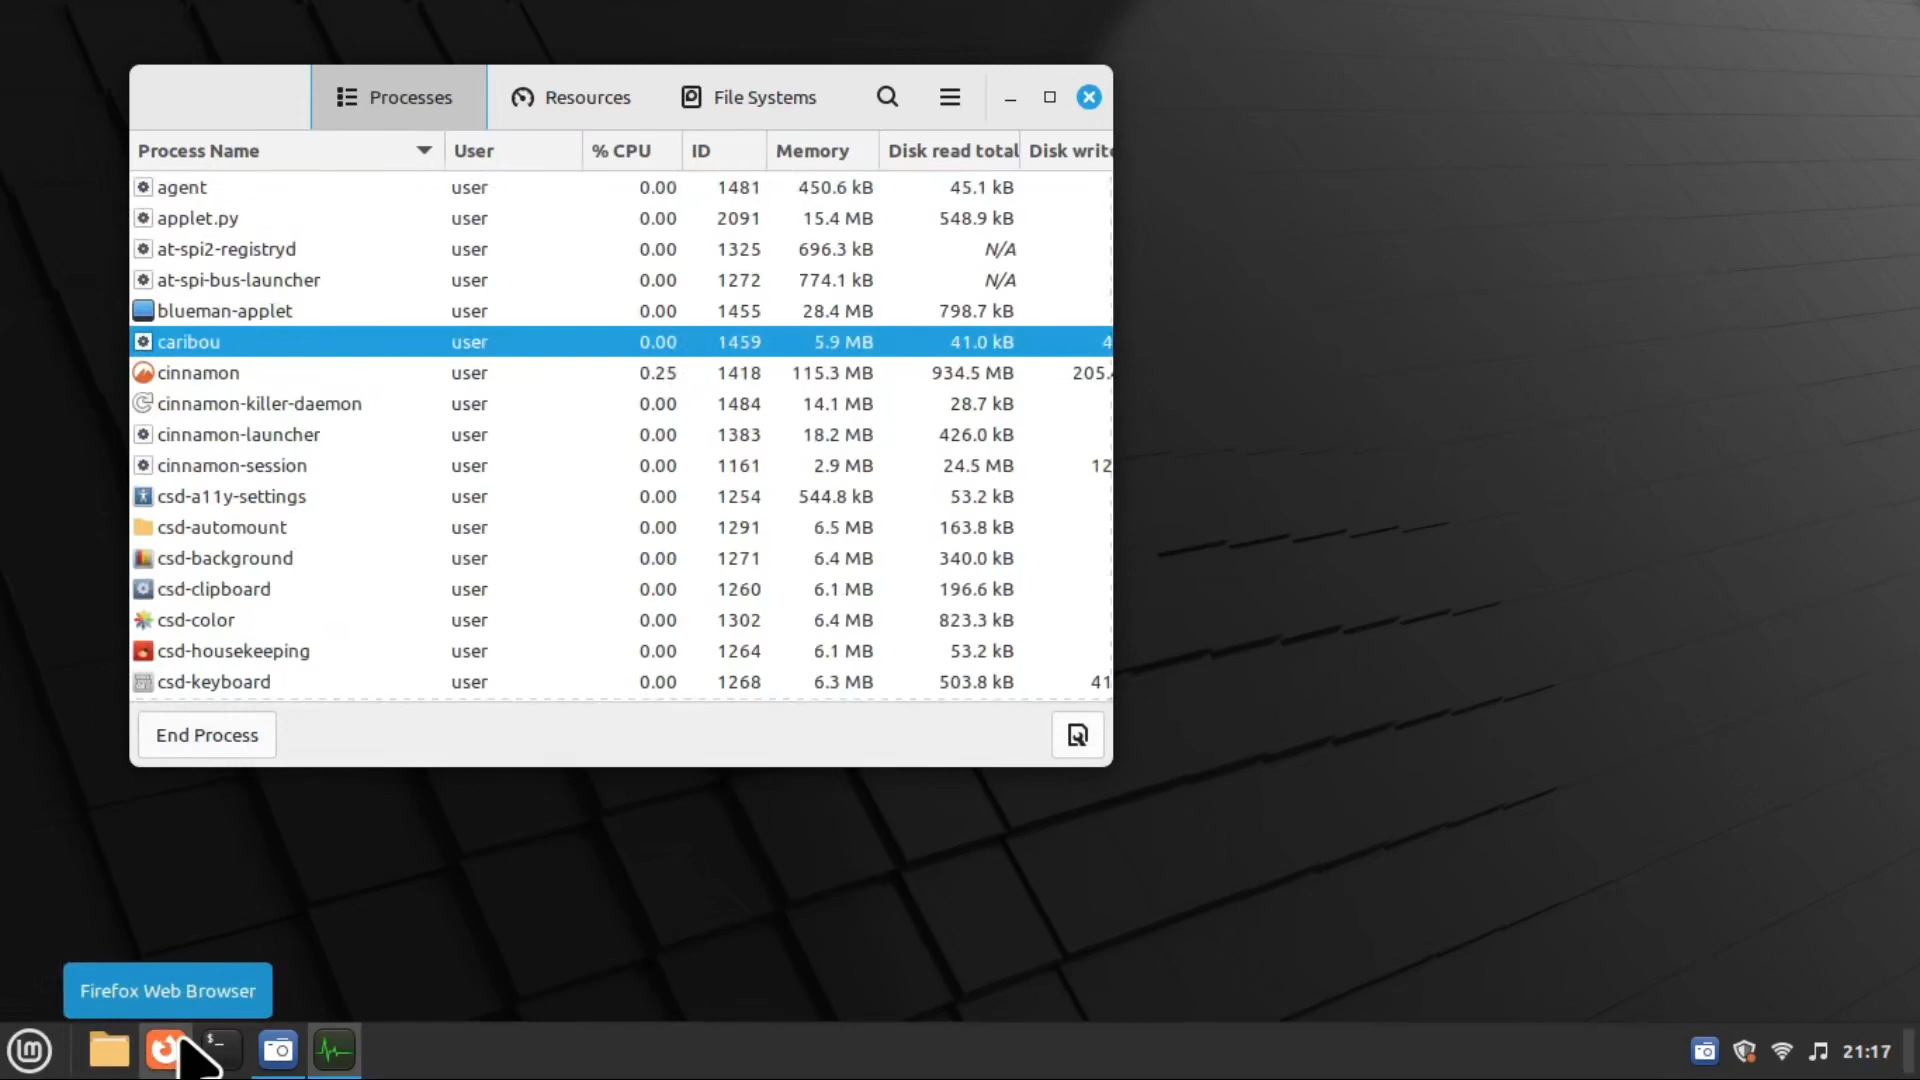 Processes Resources File Systems
Process Name User % CPU ID Memory Disk read total Disk write
agent user 0.00 1481 450.6 kB 45.1 kB
applet.py user 0.00 2091 15.4 MB 548.9 kB
at-spi2-registryd user 0.00 1325 696.3 kB N/A
at-spi-bus-launcher user 0.00 1272 774.1 kB N/A
blueman-applet user 0.00 1455 28.4 MB 798.7 kB
caribou user 0.00 1459 5.9 MB 41.0 kB 4
cinnamon user 0.25 1418 115.3 MB 934.5 MB 205.
cinnamon-killer-daemon user 0.00 1484 14.1 MB 28.7 kB
cinnamon-launcher user 0.00 1383 18.2 MB 426.0 kB
cinnamon-session user 0.00 1161 2.9 MB 24.5 MB 12
csd-a11y-settings user 0.00 1254 544.8 kB 53.2 kB
csd-automount user 0.00 1291 6.5 MB 163.8 kB
csd-background user 0.00 1271 6.4 MB 340.0 kB
csd-clipboard user 0.00 1260 6.1 MB 196.6 kB
csd-color user 0.00 1302 6.4 MB 823.3 kB
csd-housekeeping user 0.00 1264 6.1 MB 53.2 kB
csd-keyboard user 0.00 1268 6.3 MB 503.8 kB 41
End Process
Firefox Web Browser
$_
21:17